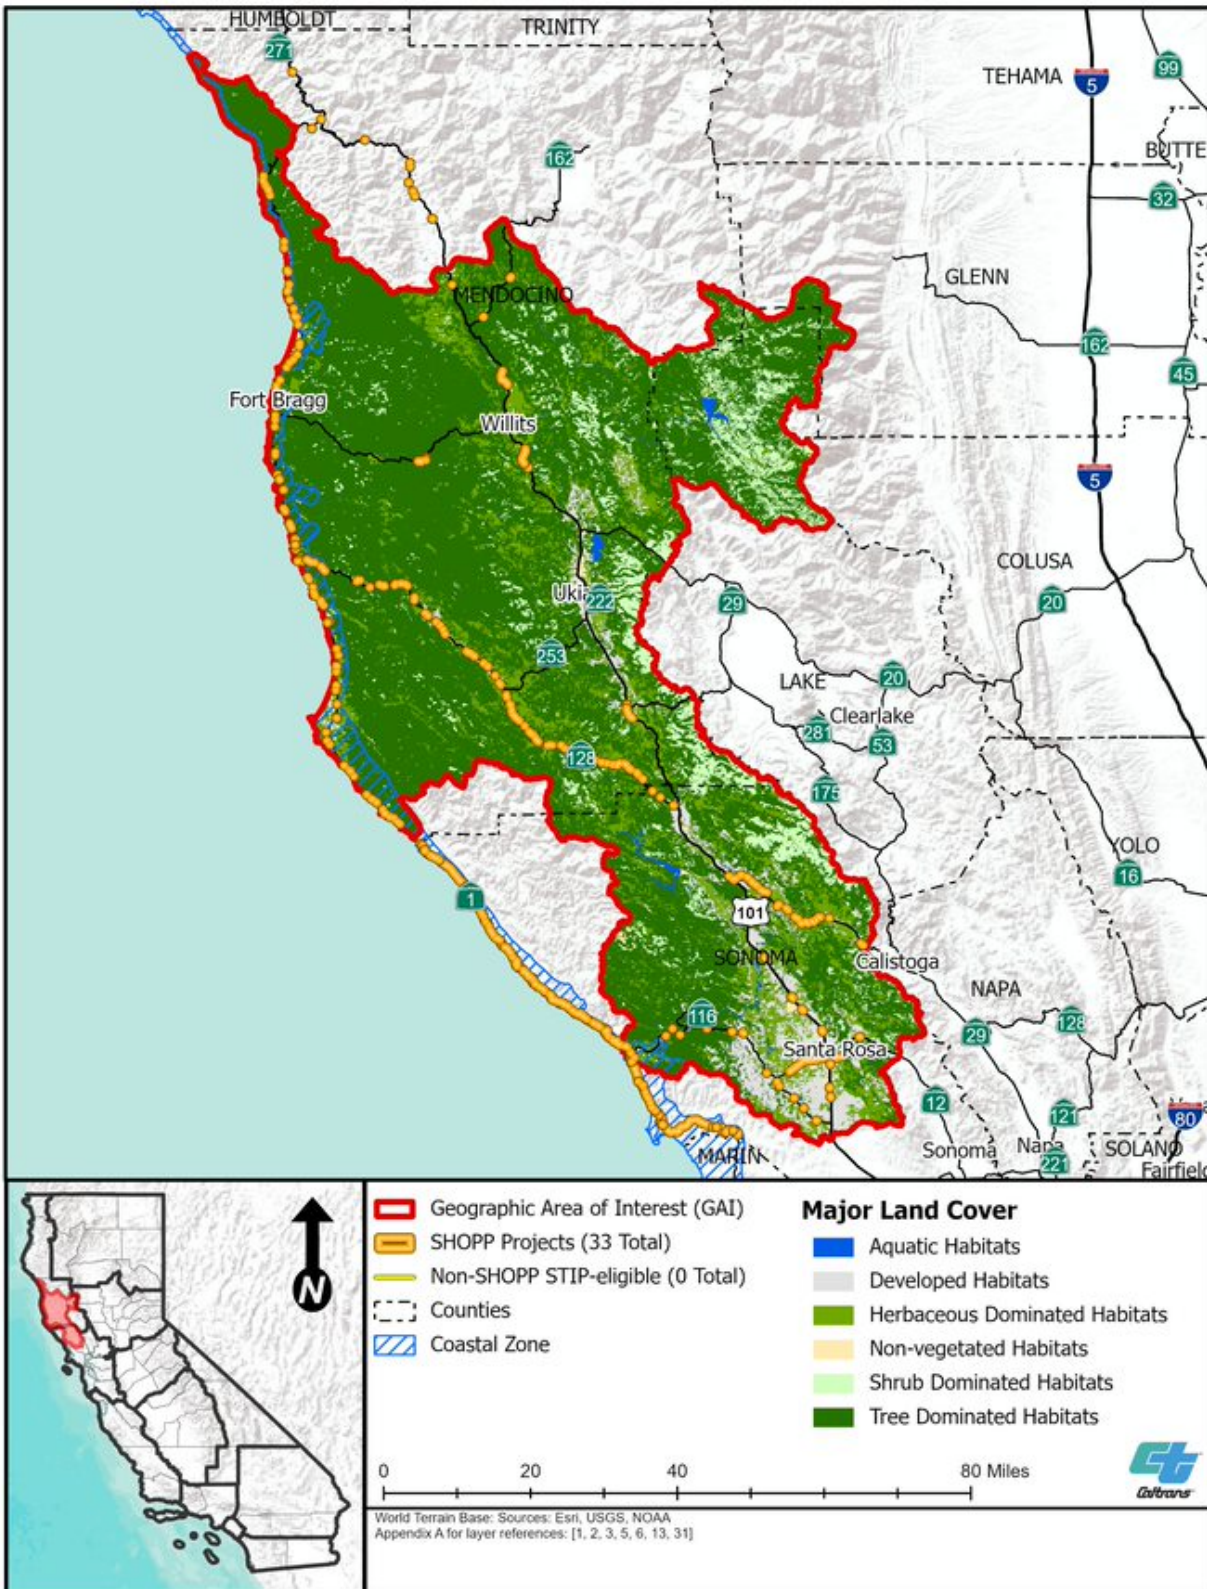 HUMBOLDT
TRINITY
271
TEHAMA
5
99
BUTTE
162
32
GLENN
MENDOCINO
162
45
Fort Bragg
Willits
5
COLUSA
222
29
20
253
LAKE
20
Clearlake
281
53
128
175
YOLO
16
1
101
SONOMA
Calistoga
NAPA
116
29
128
Santa Rosa
12
121
80
MARIN
Sonoma
Napa
SOLANO
221
Fairfield
N
Geographic Area of Interest (GAI)
SHOPP Projects (33 Total)
Non-SHOPP STIP-eligible (0 Total)
Counties
Coastal Zone
Major Land Cover
Aquatic Habitats
Developed Habitats
Herbaceous Dominated Habitats
Non-vegetated Habitats
Shrub Dominated Habitats
Tree Dominated Habitats
0 20 40 80 Miles
ct
Caltrans
World Terrain Base: Sources: Esri, USGS, NOAA
Appendix A for layer references: [1, 2, 3, 5, 6, 13, 31]